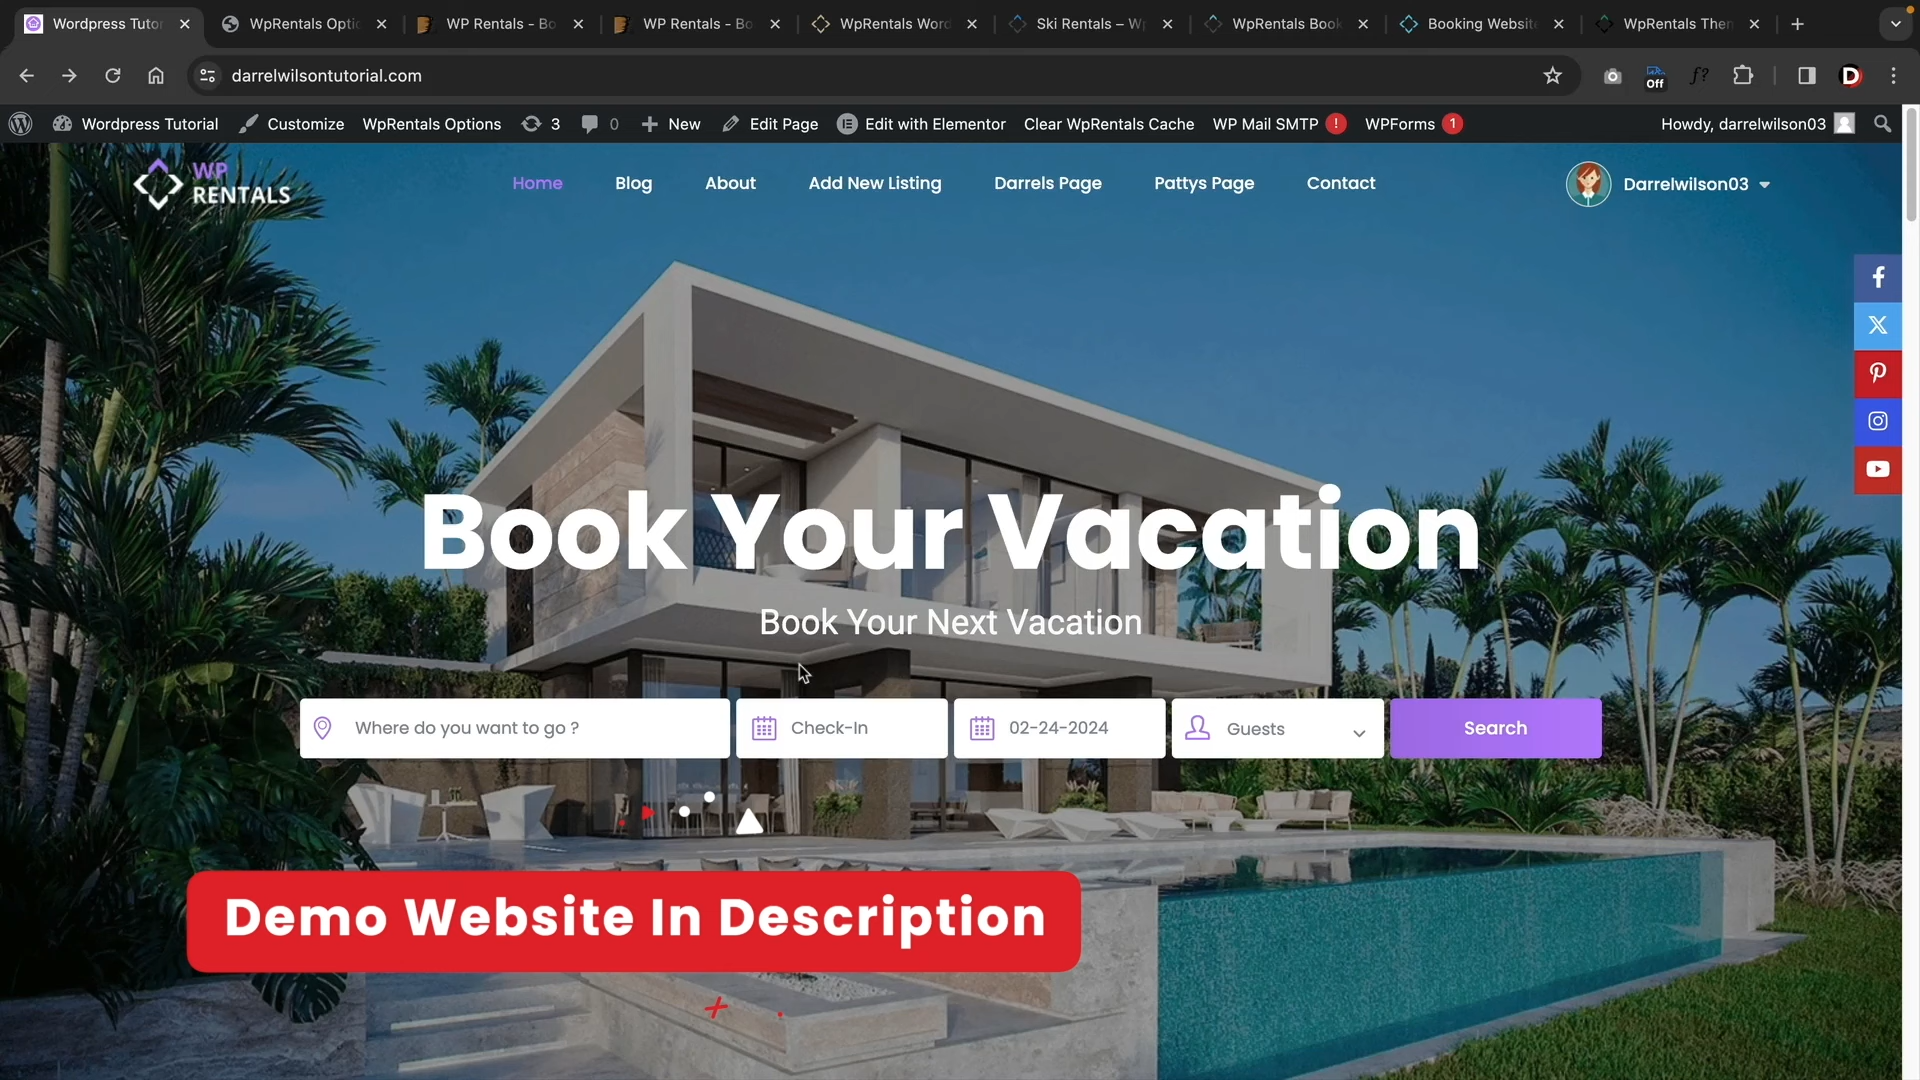 Wordpress Tutor
WpRentals Optio
WP Rentals - Bo
WP Rentals - Bo
WpRentals Word
Ski Rentals – Wp
WpRentals Book
Booking Website
WpRentals Them
darrelwilsontutorial.com
Off
f?
D
Wordpress Tutorial
Customize
WpRentals Options
3
0
New
Edit Page
Edit with Elementor
Clear WpRentals Cache
WP Mail SMTP !
WPForms 1
Howdy, darrelwilson03
WP
RENTALS
Home
Blog
About
Add New Listing
Darrels Page
Pattys Page
Contact
Darrelwilson03
Book Your Vacation
Book Your Next Vacation
Where do you want to go ?
Check-In
02-24-2024
Guests
Search
Demo Website In Description